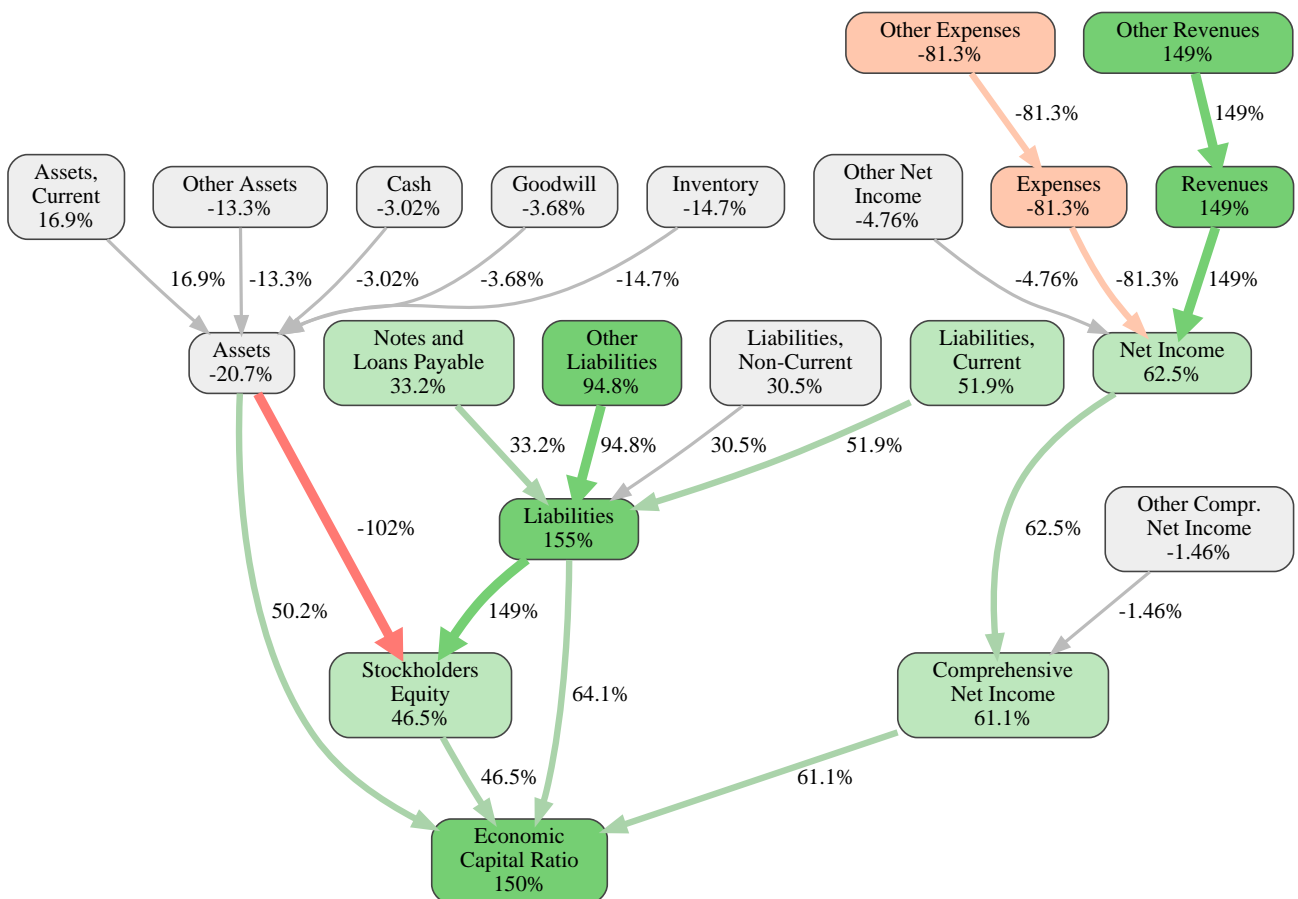 Other Expenses
-81.3%
Other Revenues
149%
-81.3%
149%
Assets,
Current
16.9%
Other Assets
-13.3%
Cash
-3.02%
Goodwill
-3.68%
Inventory
-14.7%
Other Net
Income
-4.76%
Expenses
-81.3%
Revenues
149%
16.9%
-13.3%
-3.02%
-3.68%
-14.7%
-4.76%
-81.3%
149%
Assets
-20.7%
Notes and
Loans Payable
33.2%
Other
Liabilities
94.8%
Liabilities,
Non-Current
30.5%
Liabilities,
Current
51.9%
Net Income
62.5%
33.2%
94.8%
30.5%
51.9%
Liabilities
155%
Other Compr.
Net Income
-1.46%
-102%
62.5%
50.2%
149%
-1.46%
Stockholders
Equity
46.5%
64.1%
Comprehensive
Net Income
61.1%
46.5%
61.1%
Economic
Capital Ratio
150%